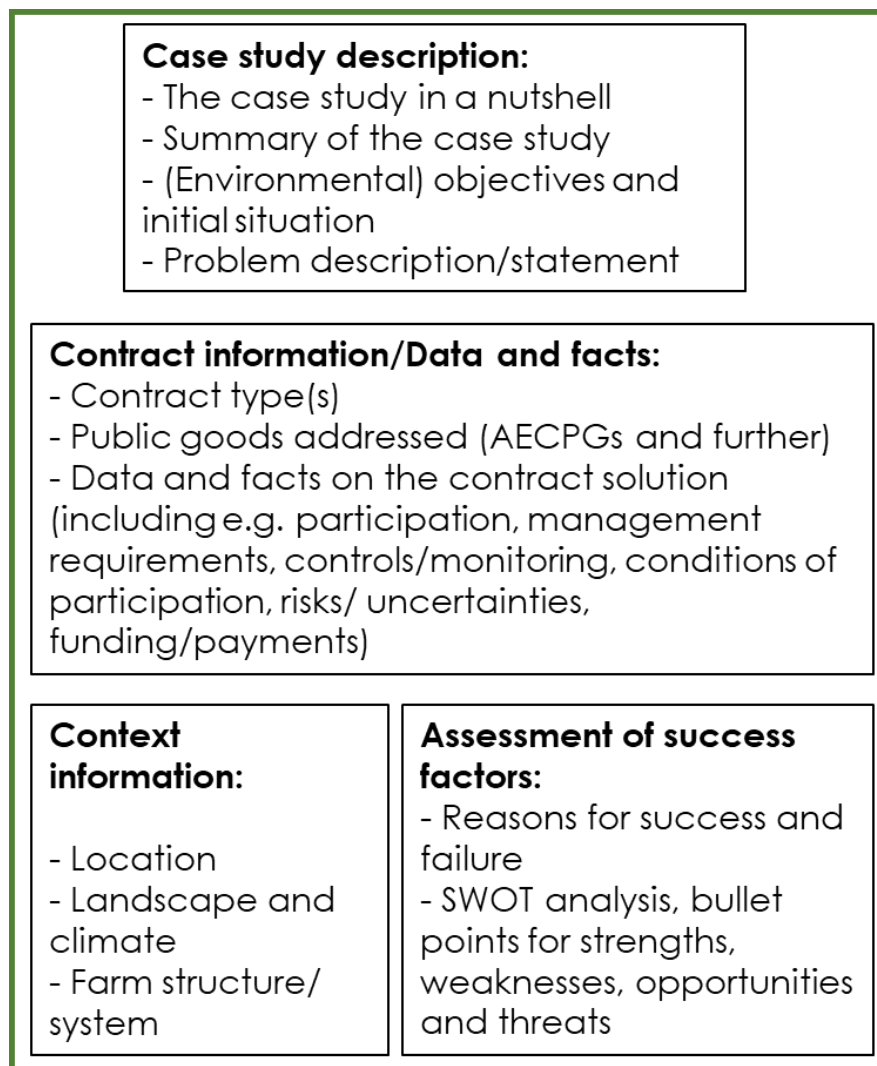 Case study description:
- The case study in a nutshell
- Summary of the case study
- (Environmental) objectives and
initial situation
- Problem description/statement
Contract information/Data and facts:
- Contract type(s)
- Public goods addressed (AECPGs and further)
- Data and facts on the contract solution
(including e.g. participation, management
requirements, controls/monitoring, conditions of
participation, risks/ uncertainties,
funding/payments)
Context
information:
- Location
- Landscape and
climate
- Farm structure/
system
Assessment of success
factors:
- Reasons for success and
failure
- SWOT analysis, bullet
points for strengths,
weaknesses, opportunities
and threats